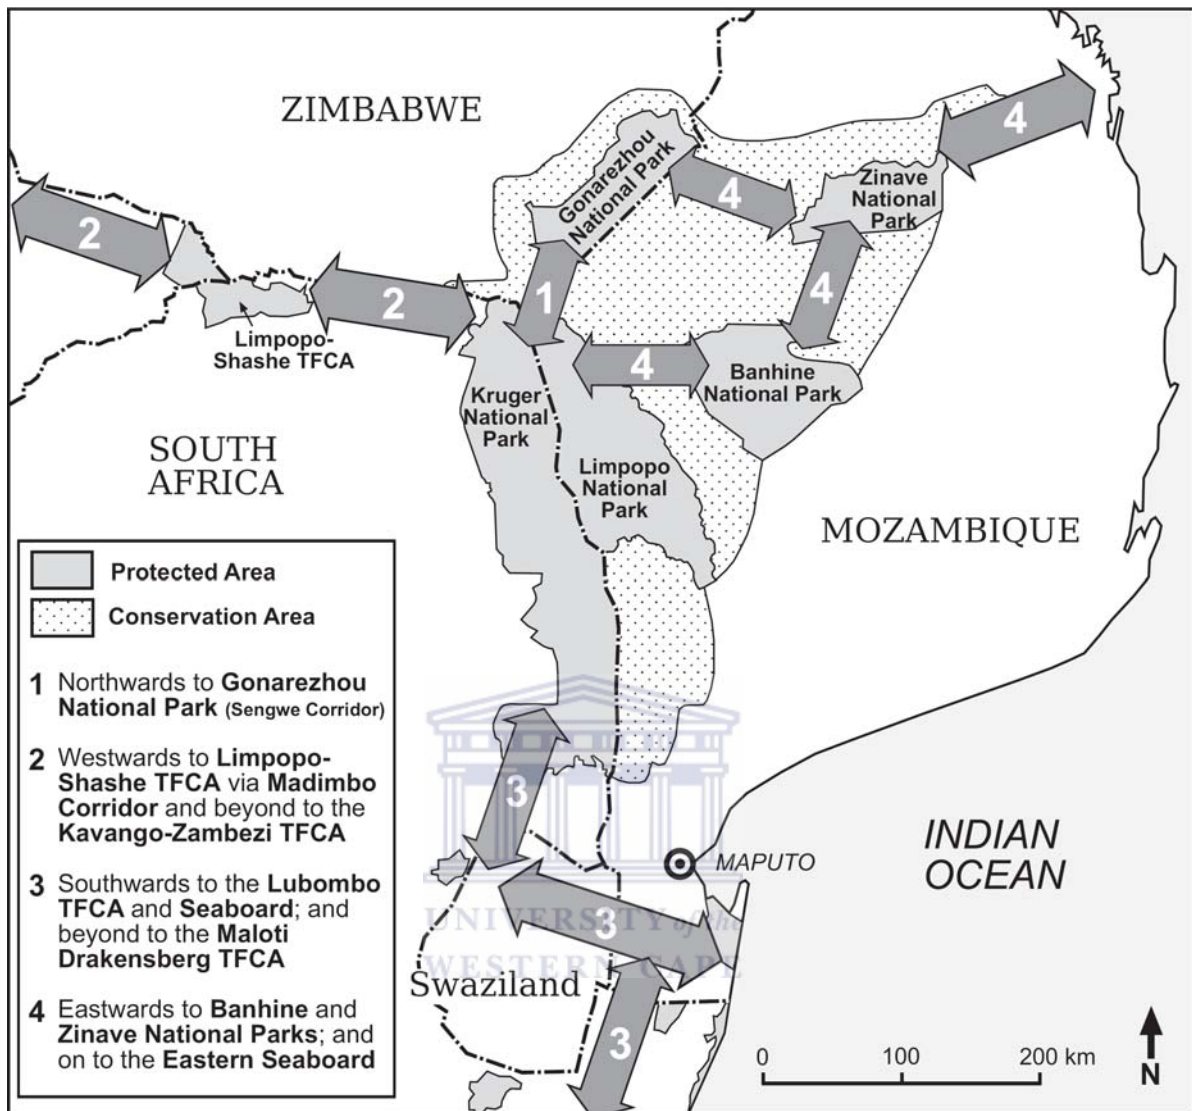 ZIMBABWE
4
Gonarezhou
National Park
4
Zinave
National
Park
2
2
1
4
4
Limpopo-
Shashe TFCA
Banhine
National Park
Kruger
National
Park
SOUTH
AFRICA
Limpopo
National
Park
MOZAMBIQUE
Protected Area
Conservation Area
1 Northwards to Gonarezhou
National Park (Sengwe Corridor)
2 Westwards to Limpopo-
Shashe TFCA via Madimbo
Corridor and beyond to the
Kavango-Zambezi TFCA
3 Southwards to the Lubombo
TFCA and Seaboard; and
beyond to the Maloti
Drakensberg TFCA
4 Eastwards to Banhine and
Zinave National Parks; and
on to the Eastern Seaboard
3
MAPUTO
INDIAN
OCEAN
3
UNIVERSITY of the
WESTERN CAPE
Swaziland
3
0 100 200 km
N